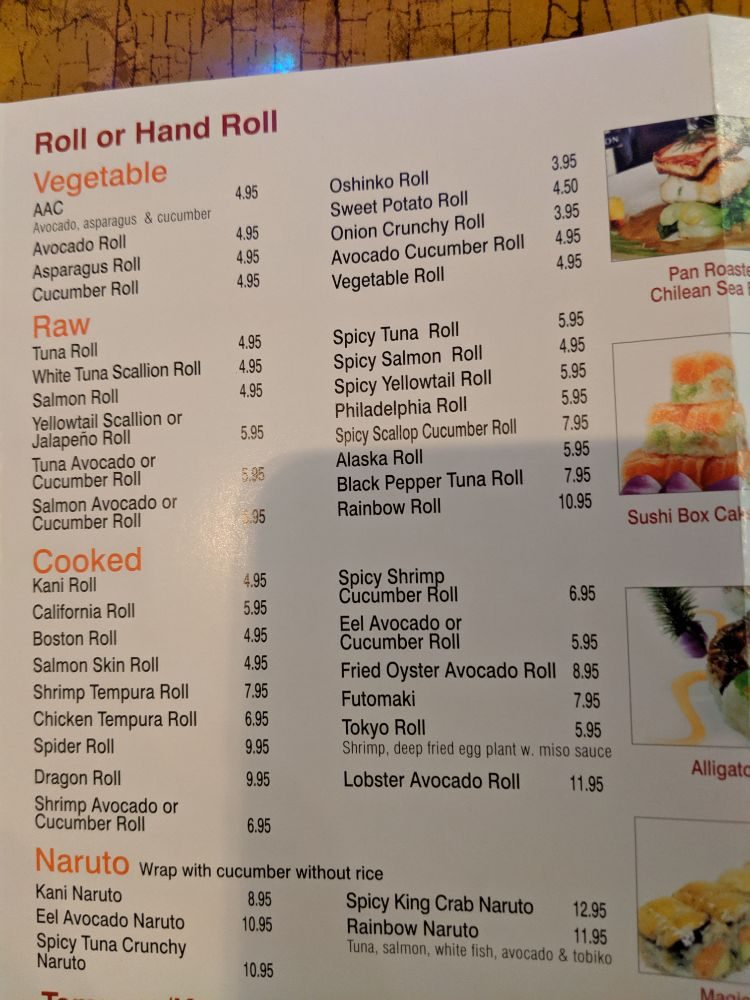 Roll or Hand Roll
Vegetable
AAC 4.95
Avocado, asparagus & cucumber
Avocado Roll 4.95
Asparagus Roll 4.95
Cucumber Roll 4.95
Oshinko Roll 3.95
Sweet Potato Roll 4.50
Onion Crunchy Roll 3.95
Avocado Cucumber Roll 4.95
Vegetable Roll 4.95
Raw
Tuna Roll 4.95
White Tuna Scallion Roll 4.95
Salmon Roll 4.95
Yellowtail Scallion or
Jalapeño Roll 5.95
Tuna Avocado or
Cucumber Roll 5.95
Salmon Avocado or
Cucumber Roll 5.95
Spicy Tuna Roll 5.95
Spicy Salmon Roll 4.95
Spicy Yellowtail Roll 5.95
Philadelphia Roll 5.95
Spicy Scallop Cucumber Roll 7.95
Alaska Roll 5.95
Black Pepper Tuna Roll 7.95
Rainbow Roll 10.95
Cooked
Kani Roll 4.95
California Roll 5.95
Boston Roll 4.95
Salmon Skin Roll 4.95
Shrimp Tempura Roll 7.95
Chicken Tempura Roll 6.95
Spider Roll 9.95
Dragon Roll 9.95
Shrimp Avocado or
Cucumber Roll 6.95
Spicy Shrimp
Cucumber Roll 6.95
Eel Avocado or
Cucumber Roll 5.95
Fried Oyster Avocado Roll 8.95
Futomaki 7.95
Tokyo Roll 5.95
Shrimp, deep fried egg plant w. miso sauce
Lobster Avocado Roll 11.95
Naruto Wrap with cucumber without rice
Kani Naruto 8.95
Eel Avocado Naruto 10.95
Spicy Tuna Crunchy
Naruto 10.95
Spicy King Crab Naruto 12.95
Rainbow Naruto 11.95
Tuna, salmon, white fish, avocado & tobiko
Pan Roaste
Chilean Sea
Sushi Box Cak
Alligato